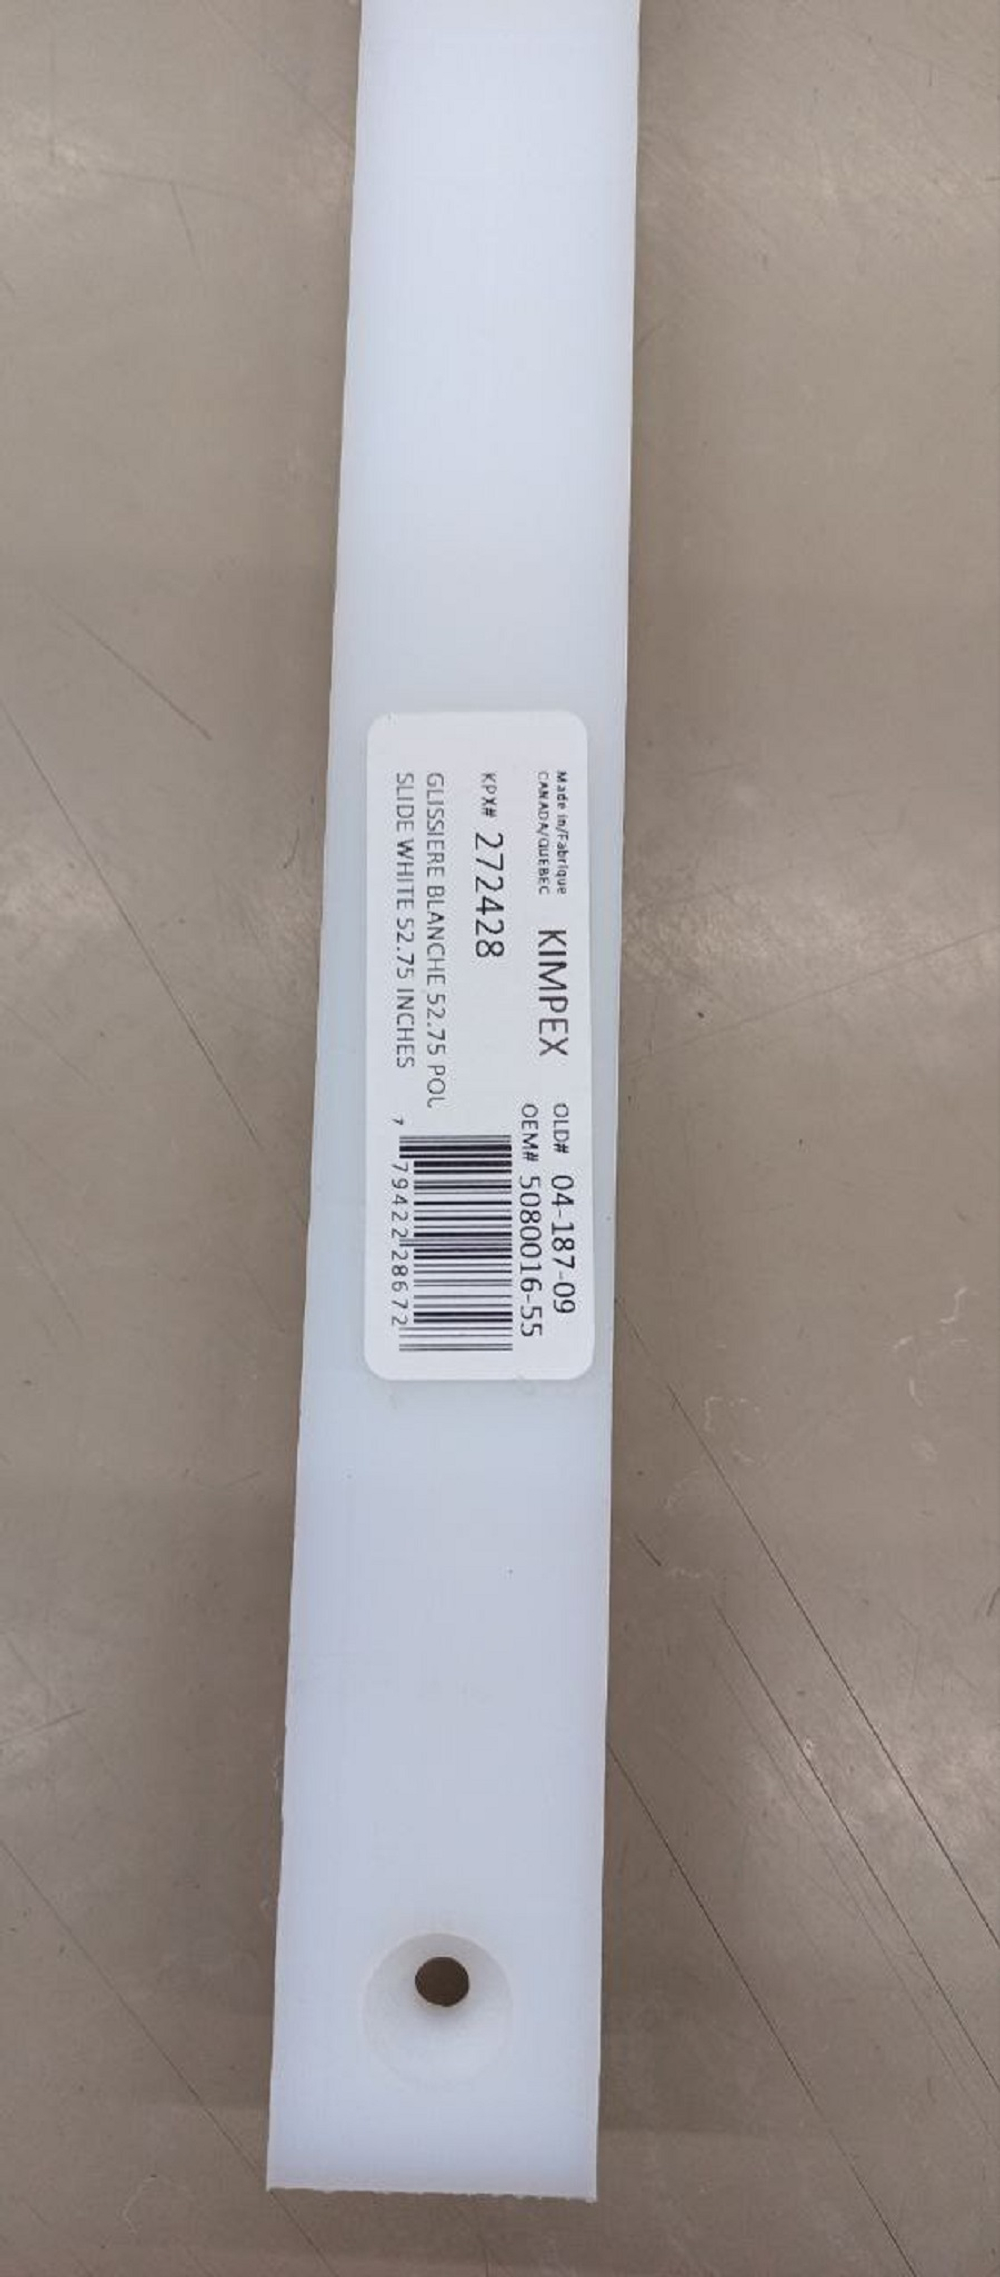 Made in/Fabrique
CANADA/QUEBEC
KIMPEX
OLD# 04-187-09
OEM# 5080016-55
KPX# 272428
GLISSIERE BLANCHE 52.75 POU
SLIDE WHITE 52.75 INCHES
7 79422 28672